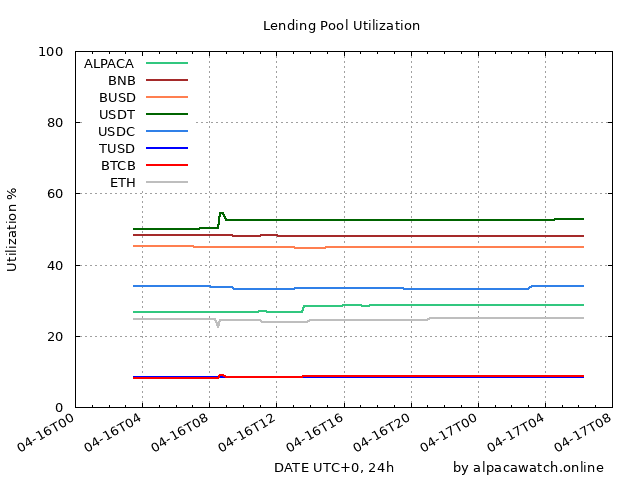 Lending Pool Utilization
100
80
60
40
20
0
Utilization %
ALPACA
BNB
BUSD
USDT
USDC
TUSD
BTCB
ETH
04-16T00
04-16T04
04-16T08
04-16T12
04-16T16
04-16T20
04-17T00
04-17T04
04-17T08
DATE UTC+0, 24h
by alpacawatch.online